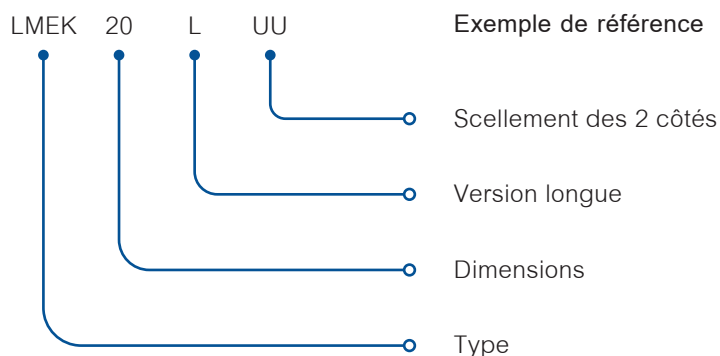 LMEK 20 L UU Exemple de référence
Scellement des 2 côtés
Version longue
Dimensions
Type